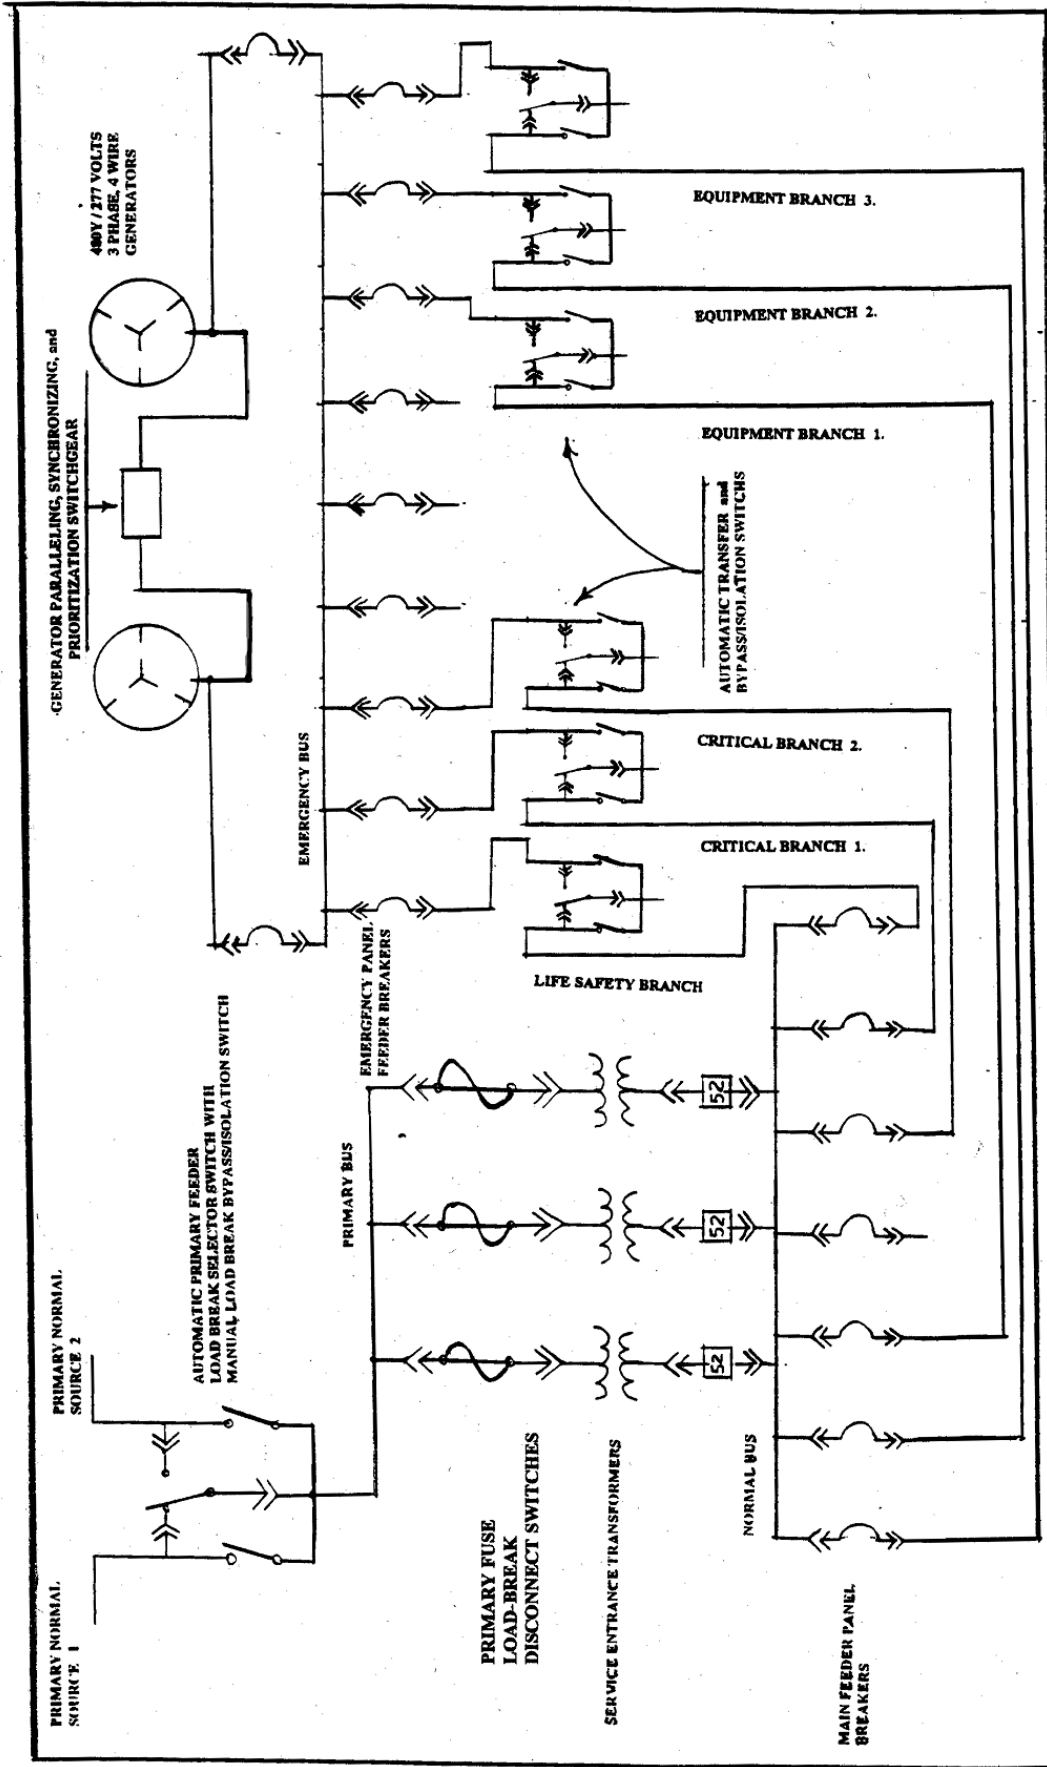 PRIMARY NORMAL
SOURCE 1
PRIMARY NORMAL
SOURCE 2
AUTOMATIC PRIMARY FEEDER
LOAD BREAK SELECTOR SWITCH WITH
MANUAL LOAD BREAK BYPASS/ISOLATION SWITCH
GENERATOR PARALLELING, SYNCHRONIZING, and
PRIORITIZATION SWITCHGEAR
480Y / 277 VOLTS
3 PHASE, 4 WIRE
GENERATORS
EMERGENCY BUS
PRIMARY BUS
EMERGENCY PANEL
FEEDER BREAKERS
PRIMARY FUSE
LOAD-BREAK
DISCONNECT SWITCHES
SERVICE ENTRANCE TRANSFORMERS
52
52
52
NORMAL BUS
MAIN FEEDER PANEL
BREAKERS
LIFE SAFETY BRANCH
CRITICAL BRANCH 1.
CRITICAL BRANCH 2.
AUTOMATIC TRANSFER and
BYPASS/ISOLATION SWITCHS
EQUIPMENT BRANCH 1.
EQUIPMENT BRANCH 2.
EQUIPMENT BRANCH 3.